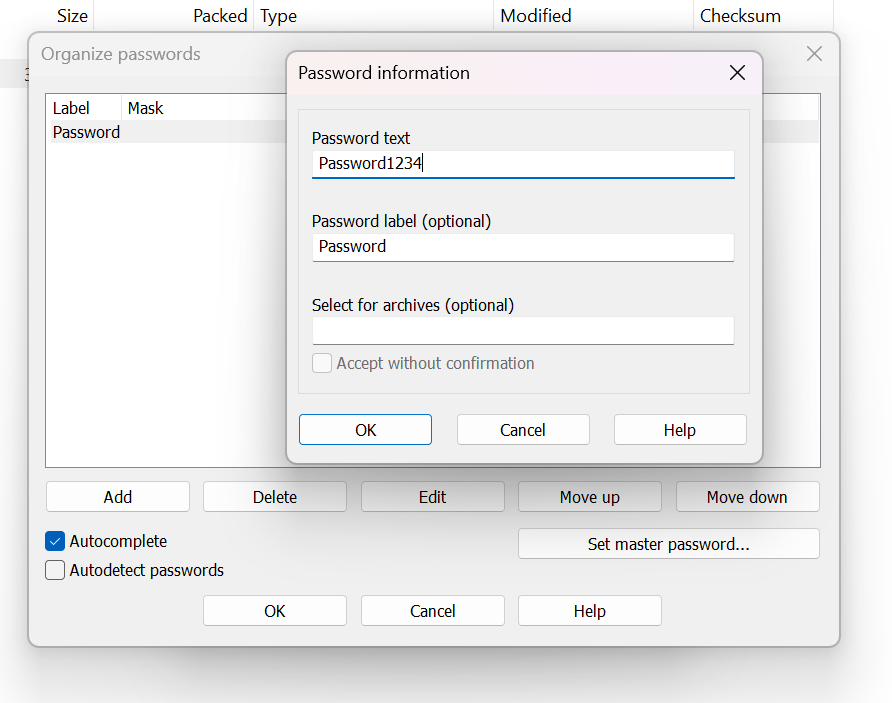 Size Packed Type Modified Checksum
Organize passwords
Password information
Label Mask
Password
Password text
Password1234
Password label (optional)
Password
Select for archives (optional)
Accept without confirmation
OK Cancel Help
Add Delete Edit Move up Move down
Autocomplete
Set master password...
Autodetect passwords
OK Cancel Help